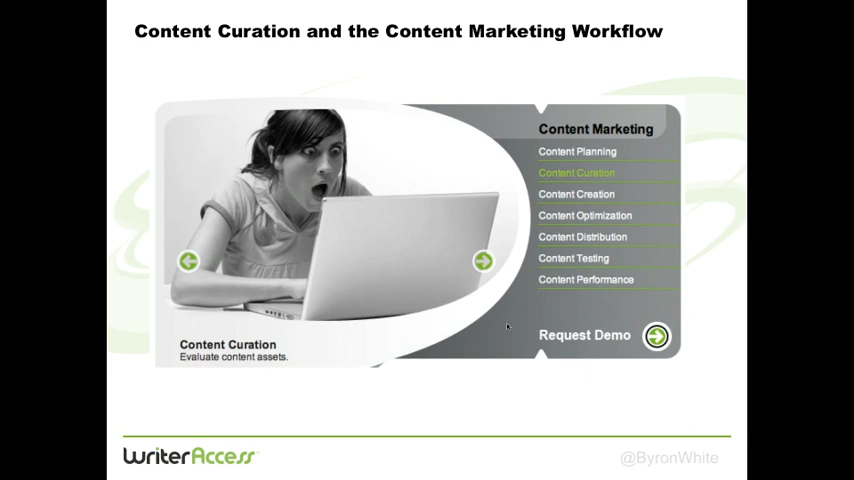 Content Curation and the Content Marketing Workflow
Content Marketing
Content Planning
Content Curation
Content Creation
Content Optimization
Content Distribution
Content Testing
Content Performance
Request Demo
Content Curation
Evaluate content assets.
WriterAccess
@ByronWhite